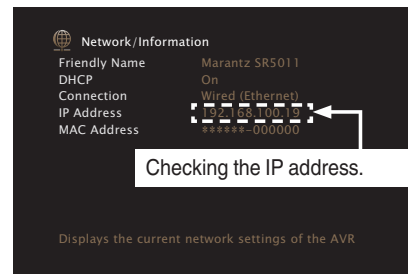 Network/Information
Friendly Name Marantz SR5011
DHCP On
Connection Wired (Ethernet)
IP Address 192.168.100.19
MAC Address ******-000000
Checking the IP address.
Displays the current network settings of the AVR